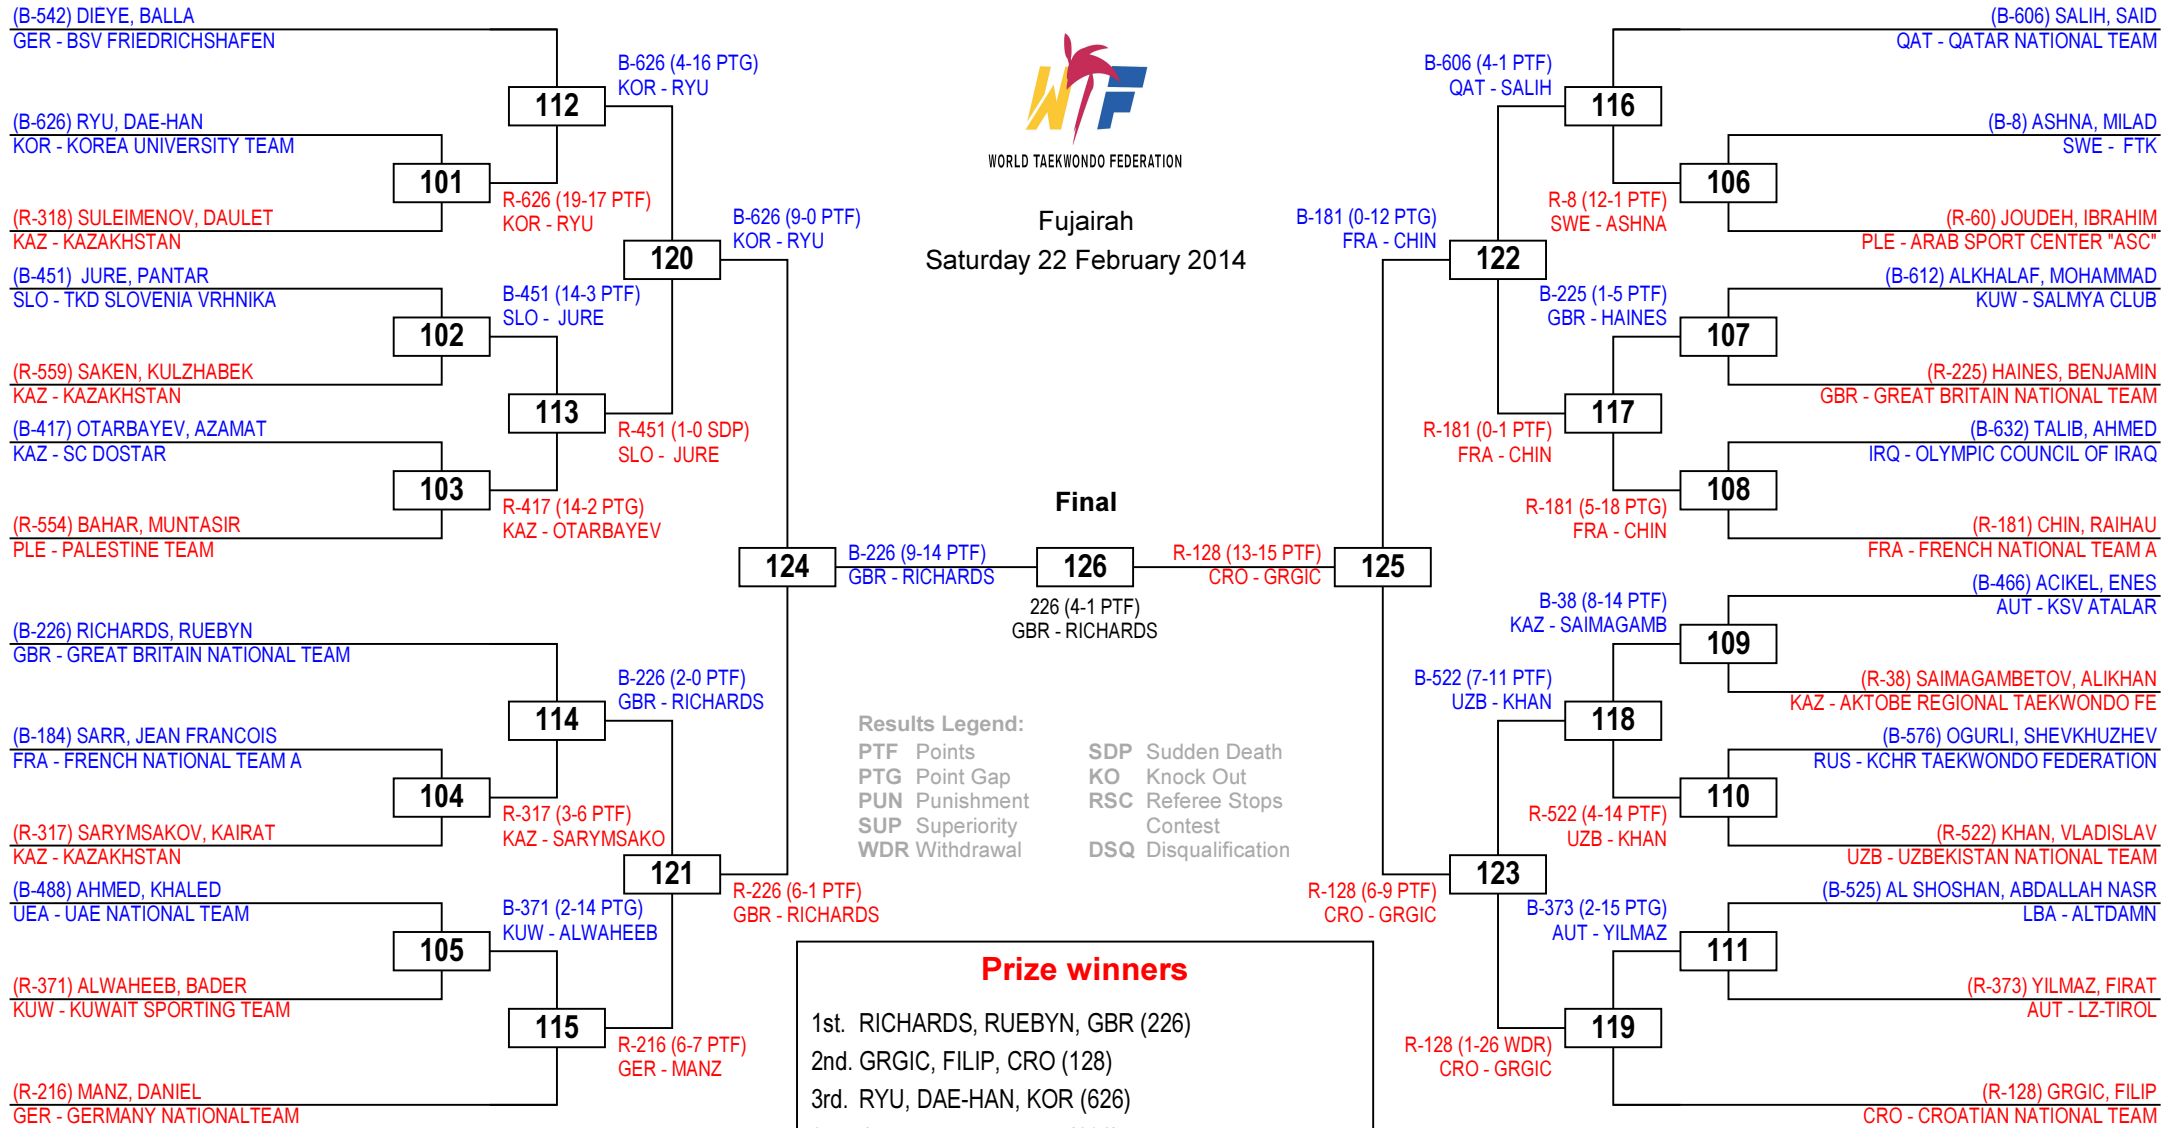 (B-542) DIEYE, BALLA
GER - BSV FRIEDRICHSHAFEN
B-626 (4-16 PTG)
KOR - RYU
112
(B-626) RYU, DAE-HAN
KOR - KOREA UNIVERSITY TEAM
101
R-626 (19-17 PTF)
KOR - RYU
(R-318) SULEIMENOV, DAULET
KAZ - KAZAKHSTAN
B-626 (9-0 PTF)
KOR - RYU
120
(B-451) JURE, PANTAR
SLO - TKD SLOVENIA VRHNIKA
B-451 (14-3 PTF)
SLO - JURE
102
(R-559) SAKEN, KULZHABEK
KAZ - KAZAKHSTAN
113
R-451 (1-0 SDP)
SLO - JURE
(B-417) OTARBAYEV, AZAMAT
KAZ - SC DOSTAR
103
R-417 (14-2 PTG)
KAZ - OTARBAYEV
(R-554) BAHAR, MUNTASIR
PLE - PALESTINE TEAM
124
B-226 (9-14 PTF)
GBR - RICHARDS
(B-226) RICHARDS, RUEBYN
GBR - GREAT BRITAIN NATIONAL TEAM
B-226 (2-0 PTF)
GBR - RICHARDS
114
(B-184) SARR, JEAN FRANCOIS
FRA - FRENCH NATIONAL TEAM A
104
R-317 (3-6 PTF)
KAZ - SARYMSAKO
(R-317) SARYMSAKOV, KAIRAT
KAZ - KAZAKHSTAN
121
R-226 (6-1 PTF)
GBR - RICHARDS
(B-488) AHMED, KHALED
UEA - UAE NATIONAL TEAM
B-371 (2-14 PTG)
KUW - ALWAHEEB
105
(R-371) ALWAHEEB, BADER
KUW - KUWAIT SPORTING TEAM
115
R-216 (6-7 PTF)
GER - MANZ
(R-216) MANZ, DANIEL
GER - GERMANY NATIONALTEAM
WTF
WORLD TAEKWONDO FEDERATION
Fujairah
Saturday 22 February 2014
Final
126
226 (4-1 PTF)
GBR - RICHARDS
Results Legend:
PTF Points SDP Sudden Death
PTG Point Gap KO Knock Out
PUN Punishment RSC Referee Stops
SUP Superiority Contest
WDR Withdrawal DSQ Disqualification
Prize winners
1st. RICHARDS, RUEBYN, GBR (226)
2nd. GRGIC, FILIP, CRO (128)
3rd. RYU, DAE-HAN, KOR (626)
(B-606) SALIH, SAID
QAT - QATAR NATIONAL TEAM
B-606 (4-1 PTF)
QAT - SALIH
116
(B-8) ASHNA, MILAD
SWE - FTK
106
R-8 (12-1 PTF)
SWE - ASHNA
(R-60) JOUDEH, IBRAHIM
PLE - ARAB SPORT CENTER "ASC"
B-181 (0-12 PTG)
FRA - CHIN
122
(B-612) ALKHALAF, MOHAMMAD
KUW - SALMYA CLUB
B-225 (1-5 PTF)
GBR - HAINES
107
(R-225) HAINES, BENJAMIN
GBR - GREAT BRITAIN NATIONAL TEAM
117
R-181 (0-1 PTF)
FRA - CHIN
(B-632) TALIB, AHMED
IRQ - OLYMPIC COUNCIL OF IRAQ
108
R-181 (5-18 PTG)
FRA - CHIN
(R-181) CHIN, RAIHAU
FRA - FRENCH NATIONAL TEAM A
R-128 (13-15 PTF)
CRO - GRGIC
125
(B-466) ACIKEL, ENES
AUT - KSV ATALAR
B-38 (8-14 PTF)
KAZ - SAIMAGAMB
109
(R-38) SAIMAGAMBETOV, ALIKHAN
KAZ - AKTOBE REGIONAL TAEKWONDO FE
B-522 (7-11 PTF)
UZB - KHAN
118
(B-576) OGURLI, SHEVKHUZHEV
RUS - KCHR TAEKWONDO FEDERATION
110
R-522 (4-14 PTF)
UZB - KHAN
(R-522) KHAN, VLADISLAV
UZB - UZBEKISTAN NATIONAL TEAM
123
R-128 (6-9 PTF)
CRO - GRGIC
(B-525) AL SHOSHAN, ABDALLAH NASR
LBA - ALTDAMN
B-373 (2-15 PTG)
AUT - YILMAZ
111
(R-373) YILMAZ, FIRAT
AUT - LZ-TIROL
119
R-128 (1-26 WDR)
CRO - GRGIC
(R-128) GRGIC, FILIP
CRO - CROATIAN NATIONAL TEAM